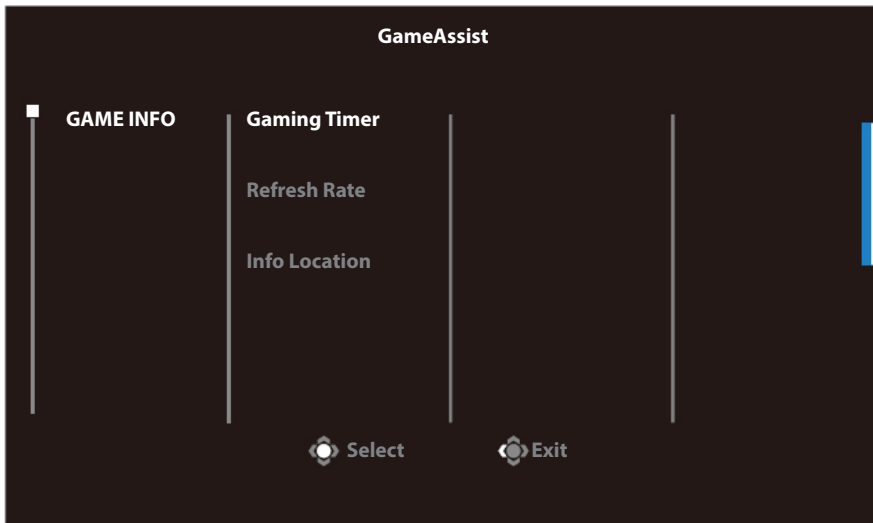 GameAssist
GAME INFO
Gaming Timer
Refresh Rate
Info Location
Select
Exit